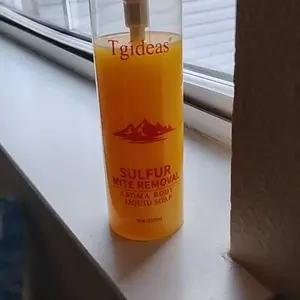 Tgideas®
SULFUR
MITE REMOVAL
AROMA BODY
LIQUID SOAP